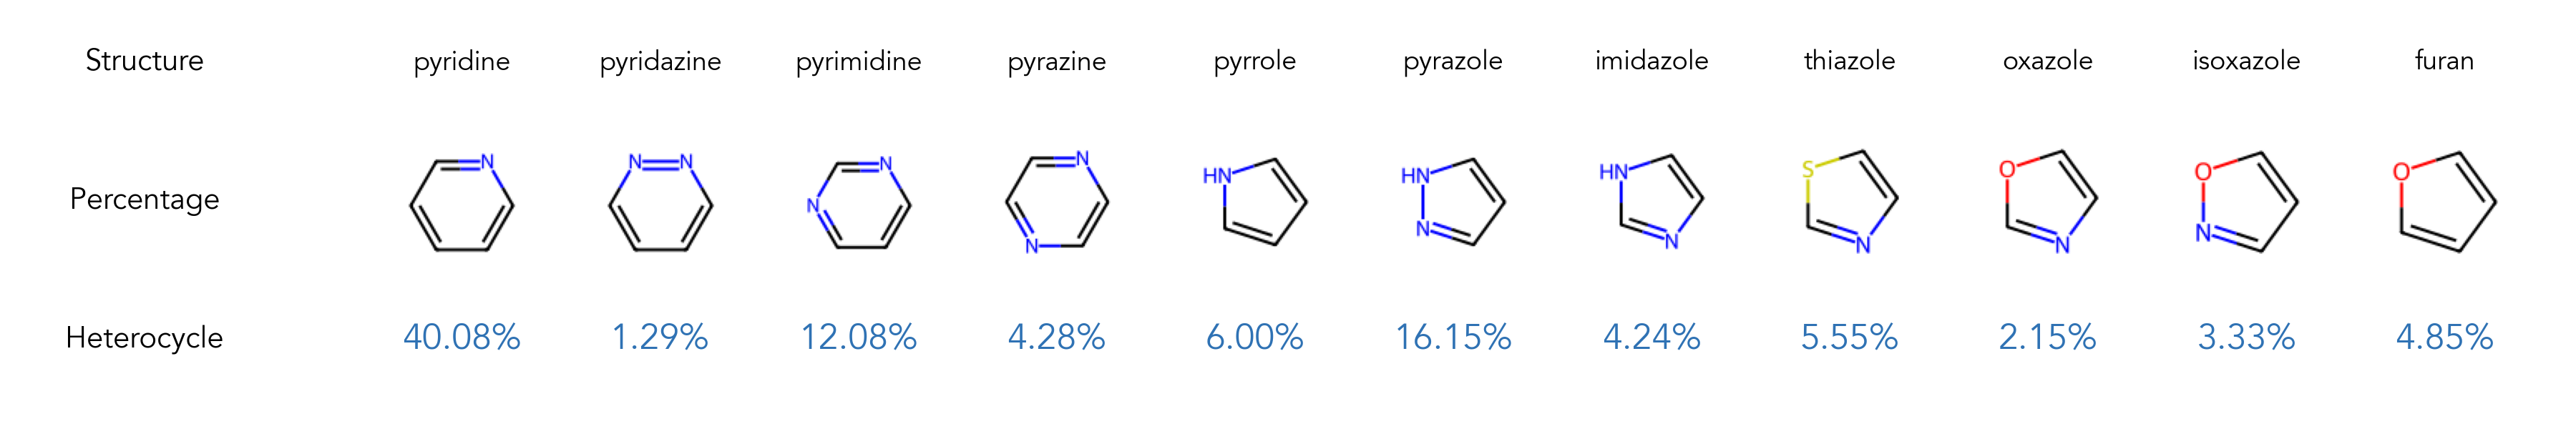 Structure pyridine pyridazine pyrimidine pyrazine pyrrole pyrazole imidazole thiazole oxazole isoxazole furan
Percentage N N N N N N N HN HN N HN N S N O N O N O
Heterocycle 40.08% 1.29% 12.08% 4.28% 6.00% 16.15% 4.24% 5.55% 2.15% 3.33% 4.85%